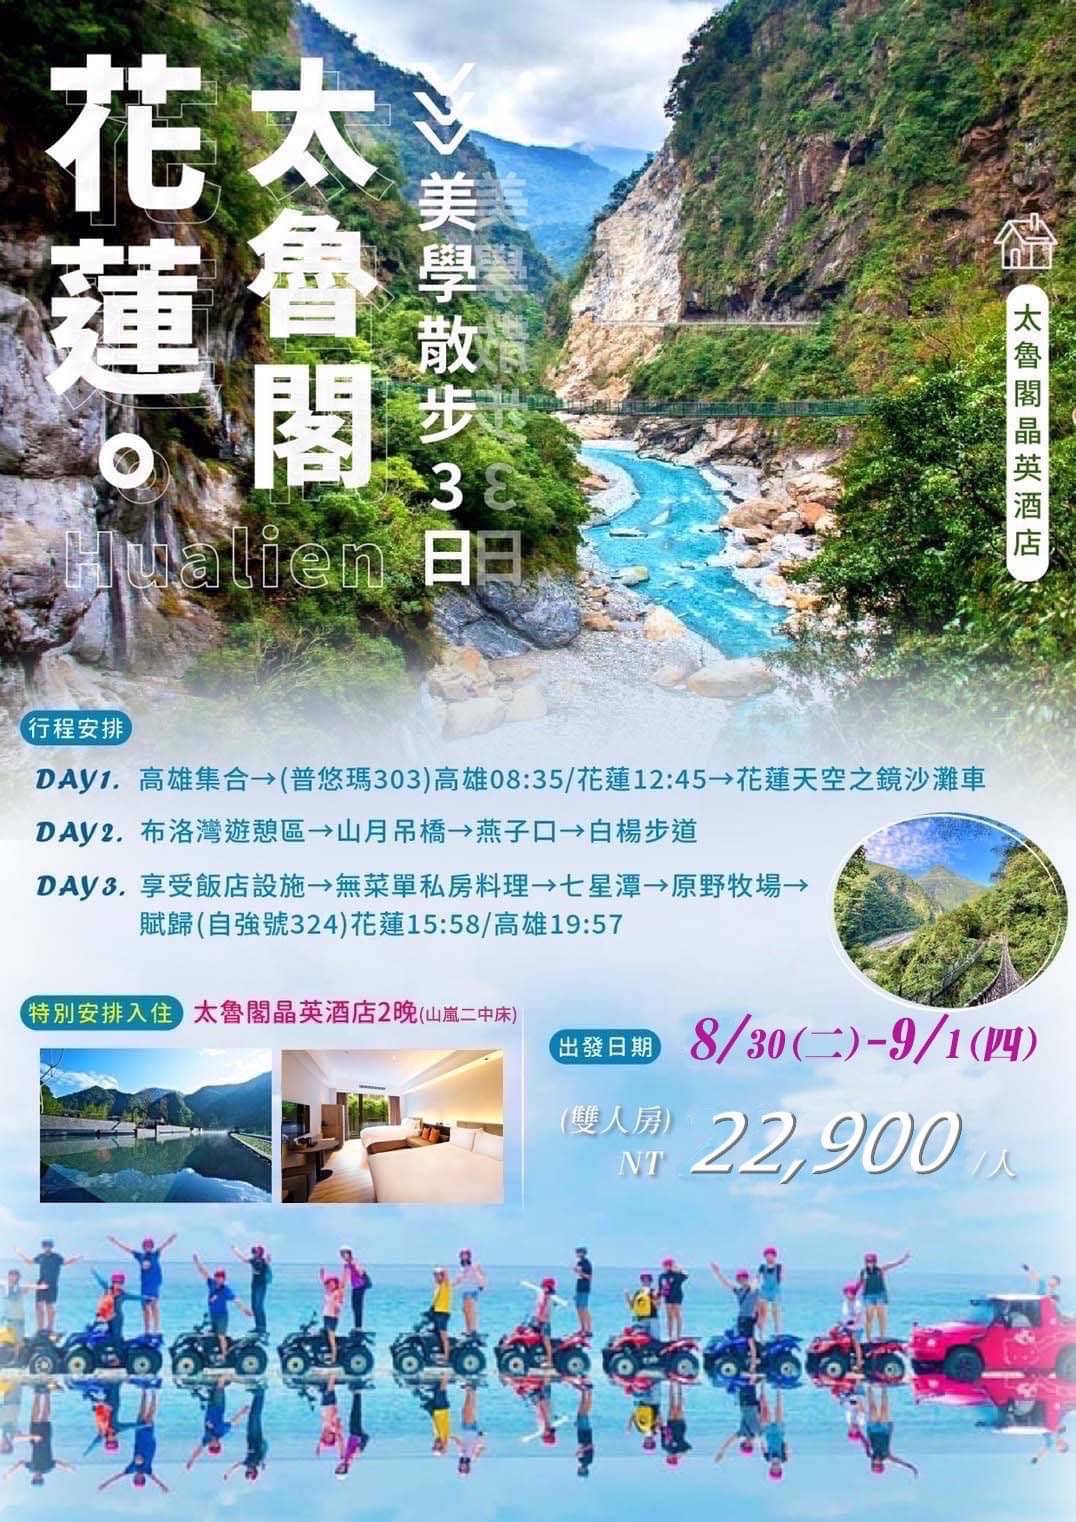 花蓮。
Hualien
太魯閣
美學散步3日
太魯閣晶英酒店
行程安排
DAY1. 高雄集合→(普悠瑪303)高雄08:35/花蓮12:45→花蓮天空之鏡沙灘車
DAY2. 布洛灣遊憩區→山月吊橋→燕子口→白楊步道
DAY3. 享受飯店設施→無菜單私房料理→七星潭→原野牧場→
賦歸(自強號324)花蓮15:58/高雄19:57
特別安排入住 太魯閣晶英酒店2晚(山嵐二中床)
出發日期 8/30(二)-9/1(四)
(雙人房)
NT 22,900 /人